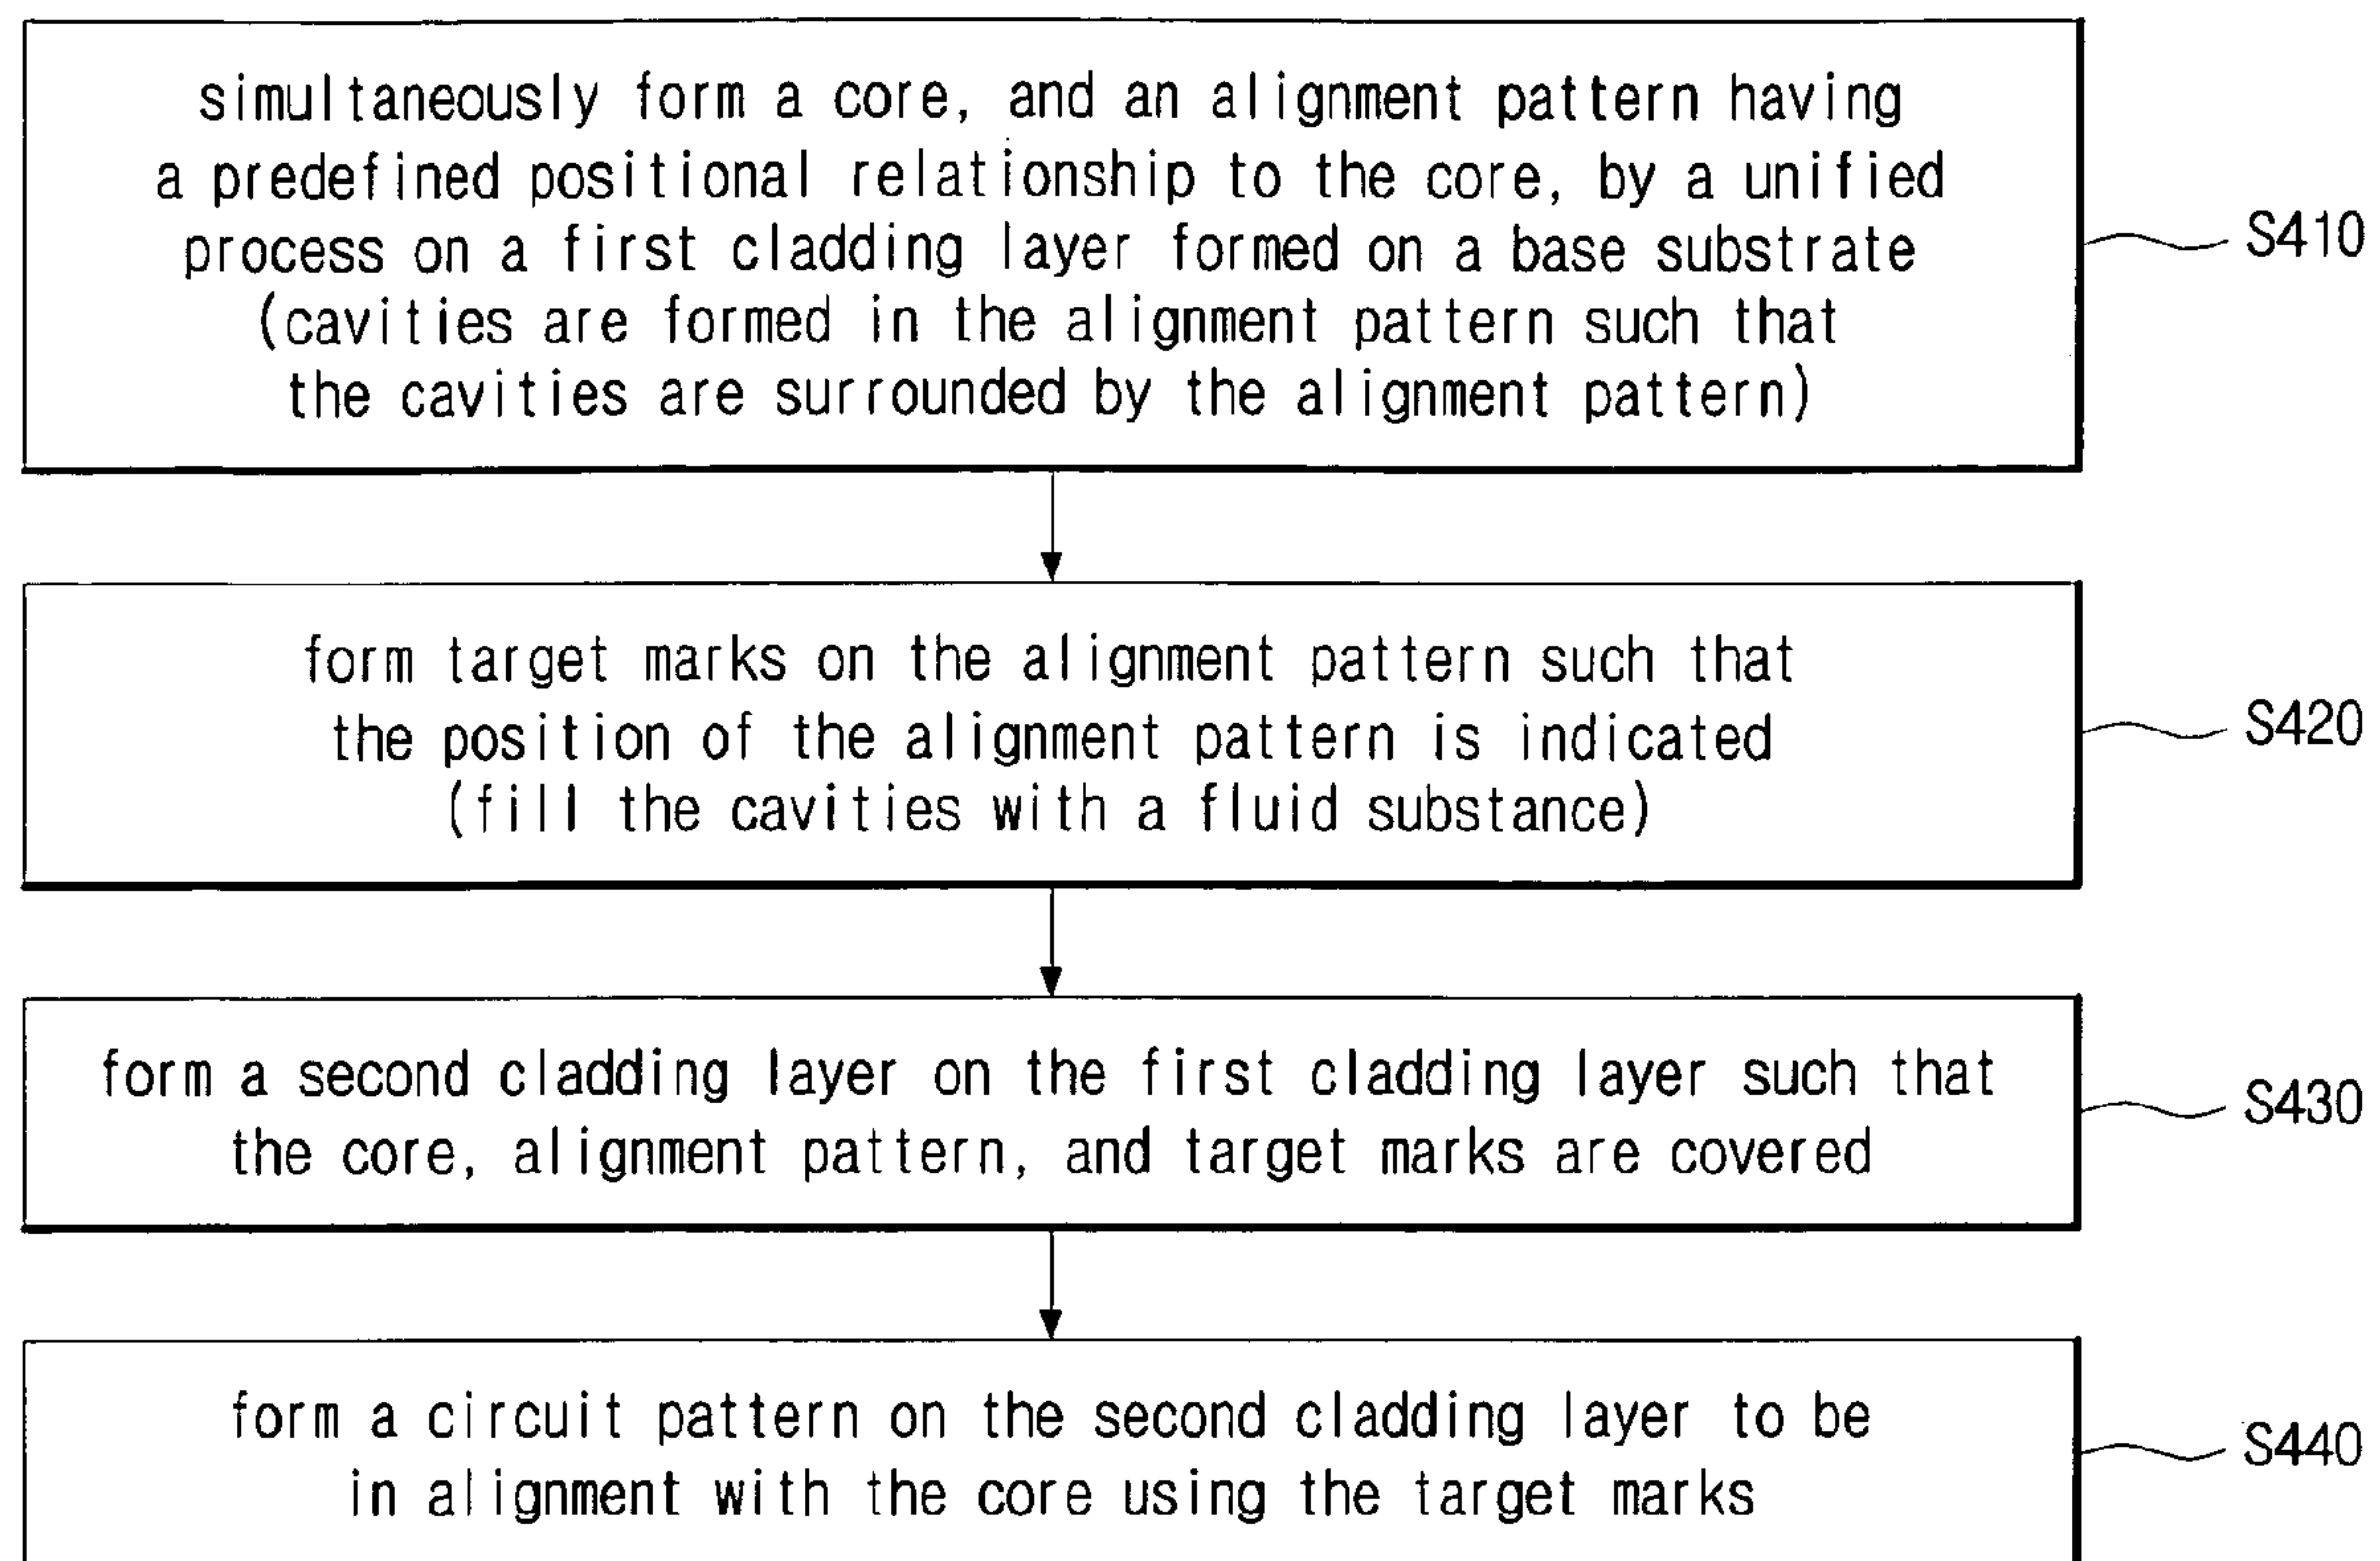 simultaneously form a core, and an alignment pattern having
a predefined positional relationship to the core, by a unified
process on a first cladding layer formed on a base substrate
(cavities are formed in the alignment pattern such that
the cavities are surrounded by the alignment pattern)
S410
form target marks on the alignment pattern such that
the position of the alignment pattern is indicated
(fill the cavities with a fluid substance)
S420
form a second cladding layer on the first cladding layer such that
the core, alignment pattern, and target marks are covered
S430
form a circuit pattern on the second cladding layer to be
in alignment with the core using the target marks
S440